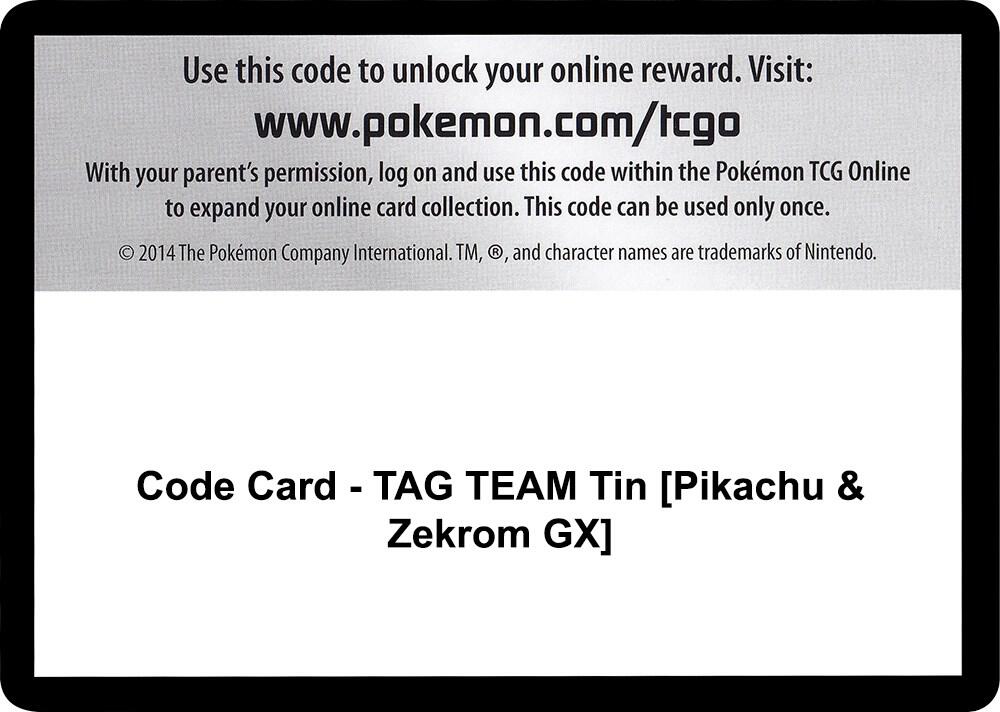 Use this code to unlock your online reward. Visit:
www.pokemon.com/tcgo
With your parent's permission, log on and use this code within the Pokémon TCG Online
to expand your online card collection. This code can be used only once.
© 2014 The Pokémon Company International. TM, ®, and character names are trademarks of Nintendo.
Code Card - TAG TEAM Tin [Pikachu &
Zekrom GX]